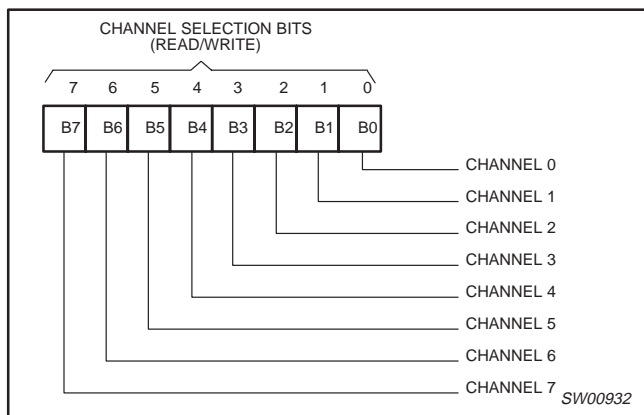 CHANNEL SELECTION BITS
(READ/WRITE)
7 6 5 4 3 2 1 0
B7 B6 B5 B4 B3 B2 B1 B0
CHANNEL 0
CHANNEL 1
CHANNEL 2
CHANNEL 3
CHANNEL 4
CHANNEL 5
CHANNEL 6
CHANNEL 7
SW00932